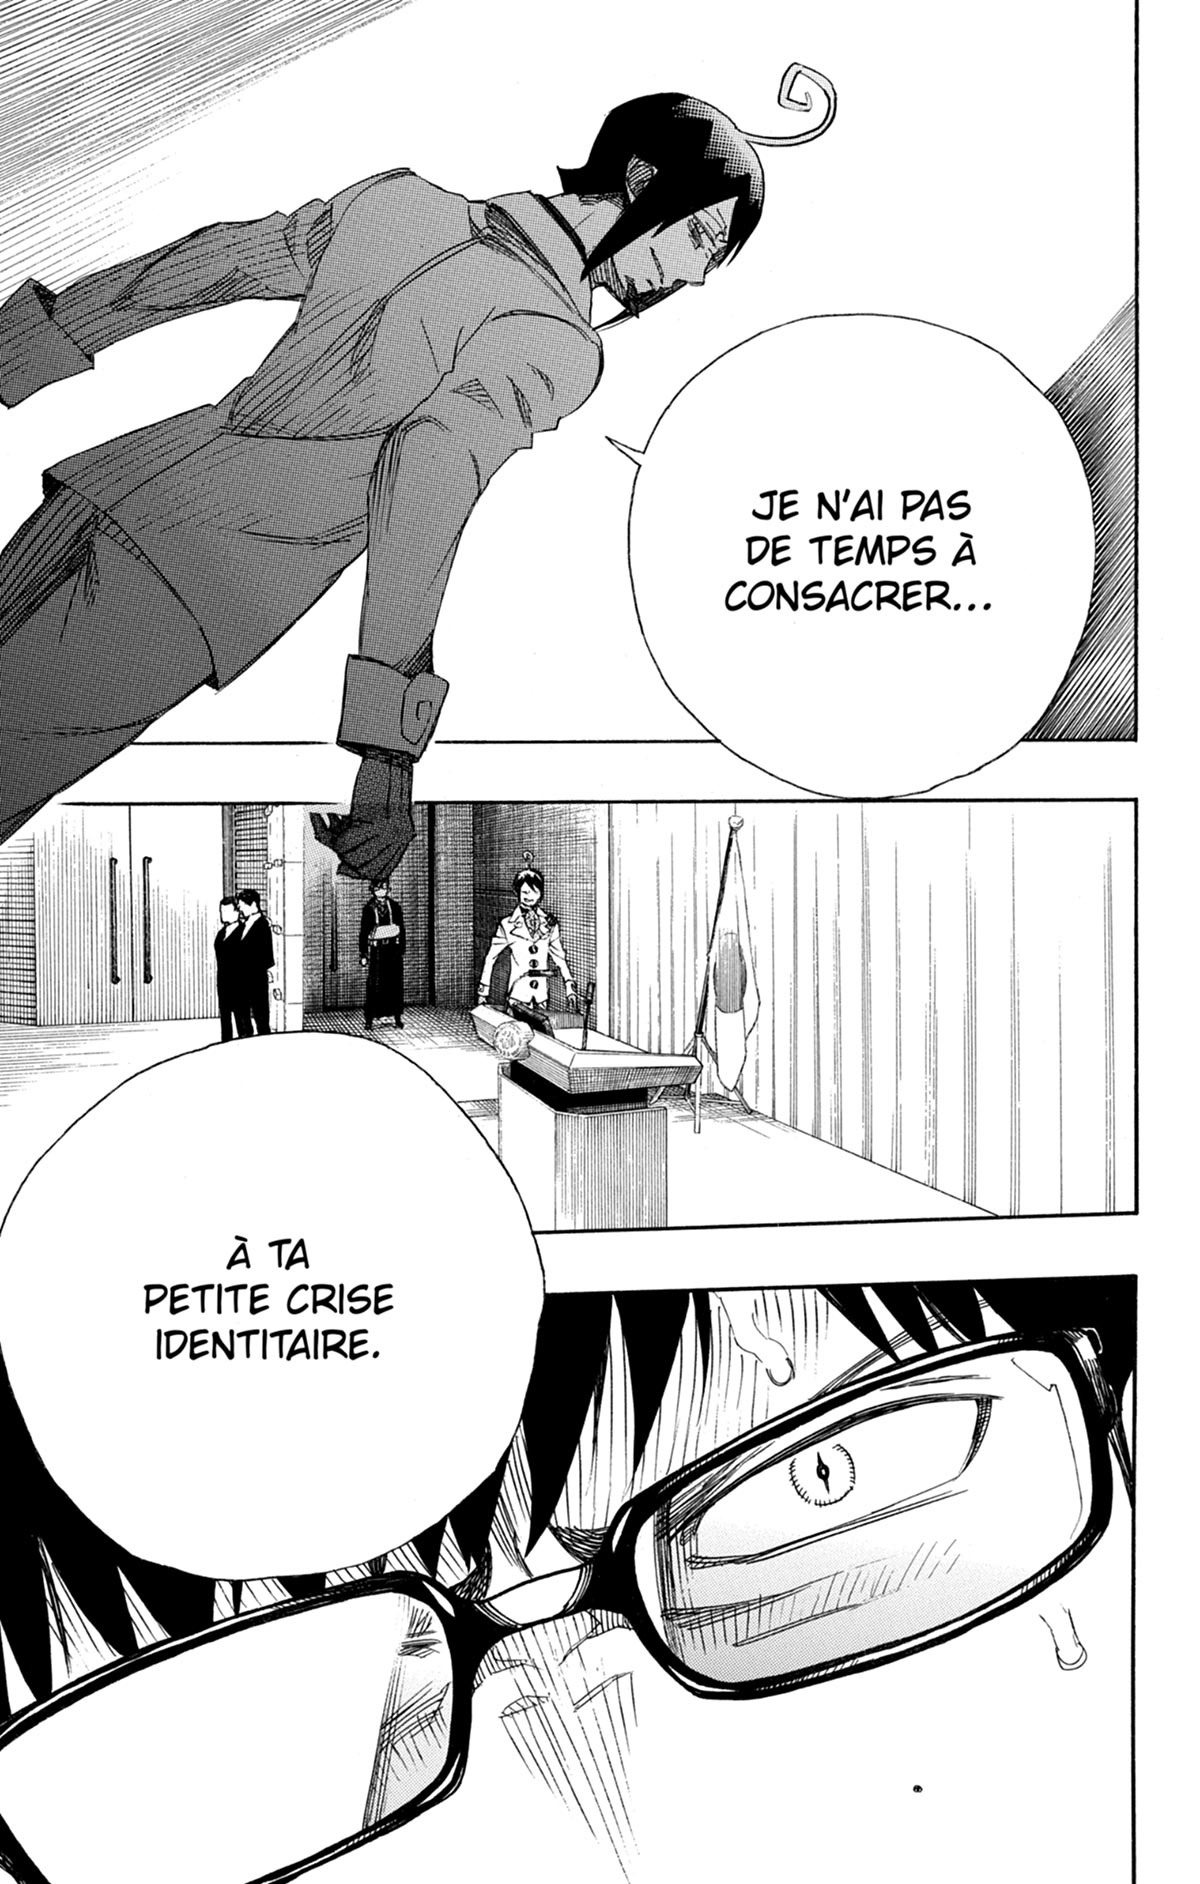 JE N'AI PAS
DE TEMPS À
CONSACRER...
À TA
PETITE CRISE
IDENTITAIRE.